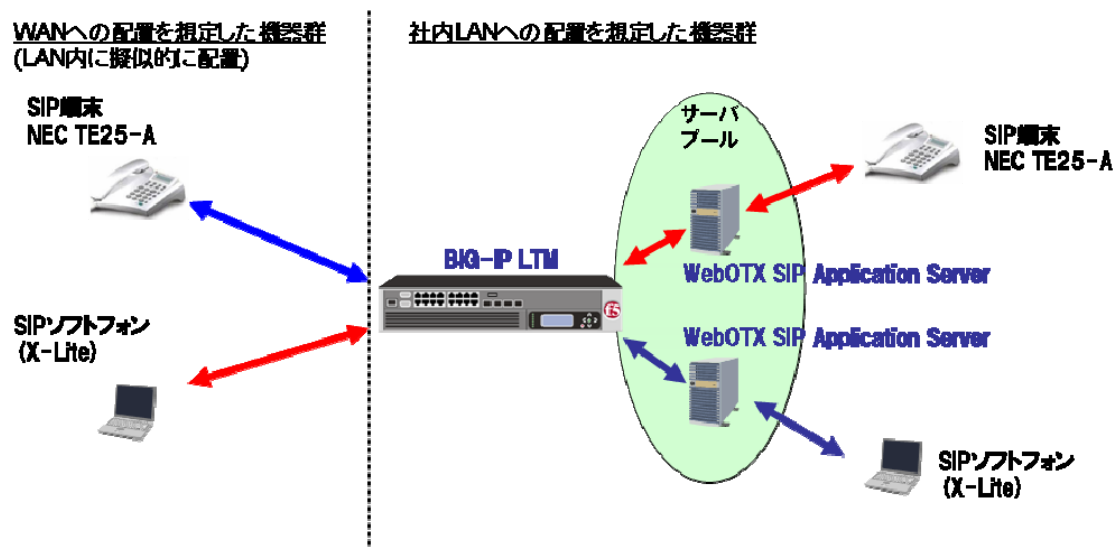 WANへの配置を想定した機器群
(LAN内に擬似的に配置)
社内LANへの配置を想定した機器群
SIP端末
NEC TE25-A
サーバ
プール
SIP端末
NEC TE25-A
BIG-IP LTM
WebOTX SIP Application Server
SIPソフトフォン
(X-Lite)
WebOTX SIP Application Server
SIPソフトフォン
(X-Lite)
f5